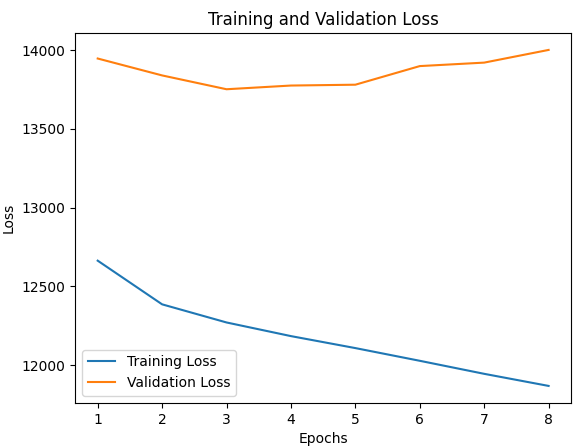 Training and Validation Loss
14000
13500
13000
12500
12000
Loss
Training Loss
Validation Loss
1 2 3 4 5 6 7 8
Epochs